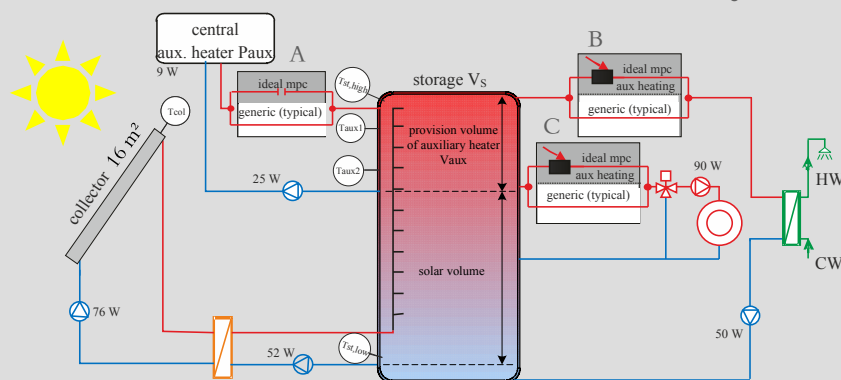 central
aux. heater Paux
9 W
A
ideal mpc
generic (typical)
Tst,high
storage VS
B
ideal mpc
aux heating
generic (typical)
Tcol
collector 16 m²
Taux1
provision volume
of auxiliary heater
Vaux
Taux2
C
ideal mpc
aux heating
generic (typical)
25 W
90 W
HW
solar volume
CW
76 W
52 W
Tst,low
50 W